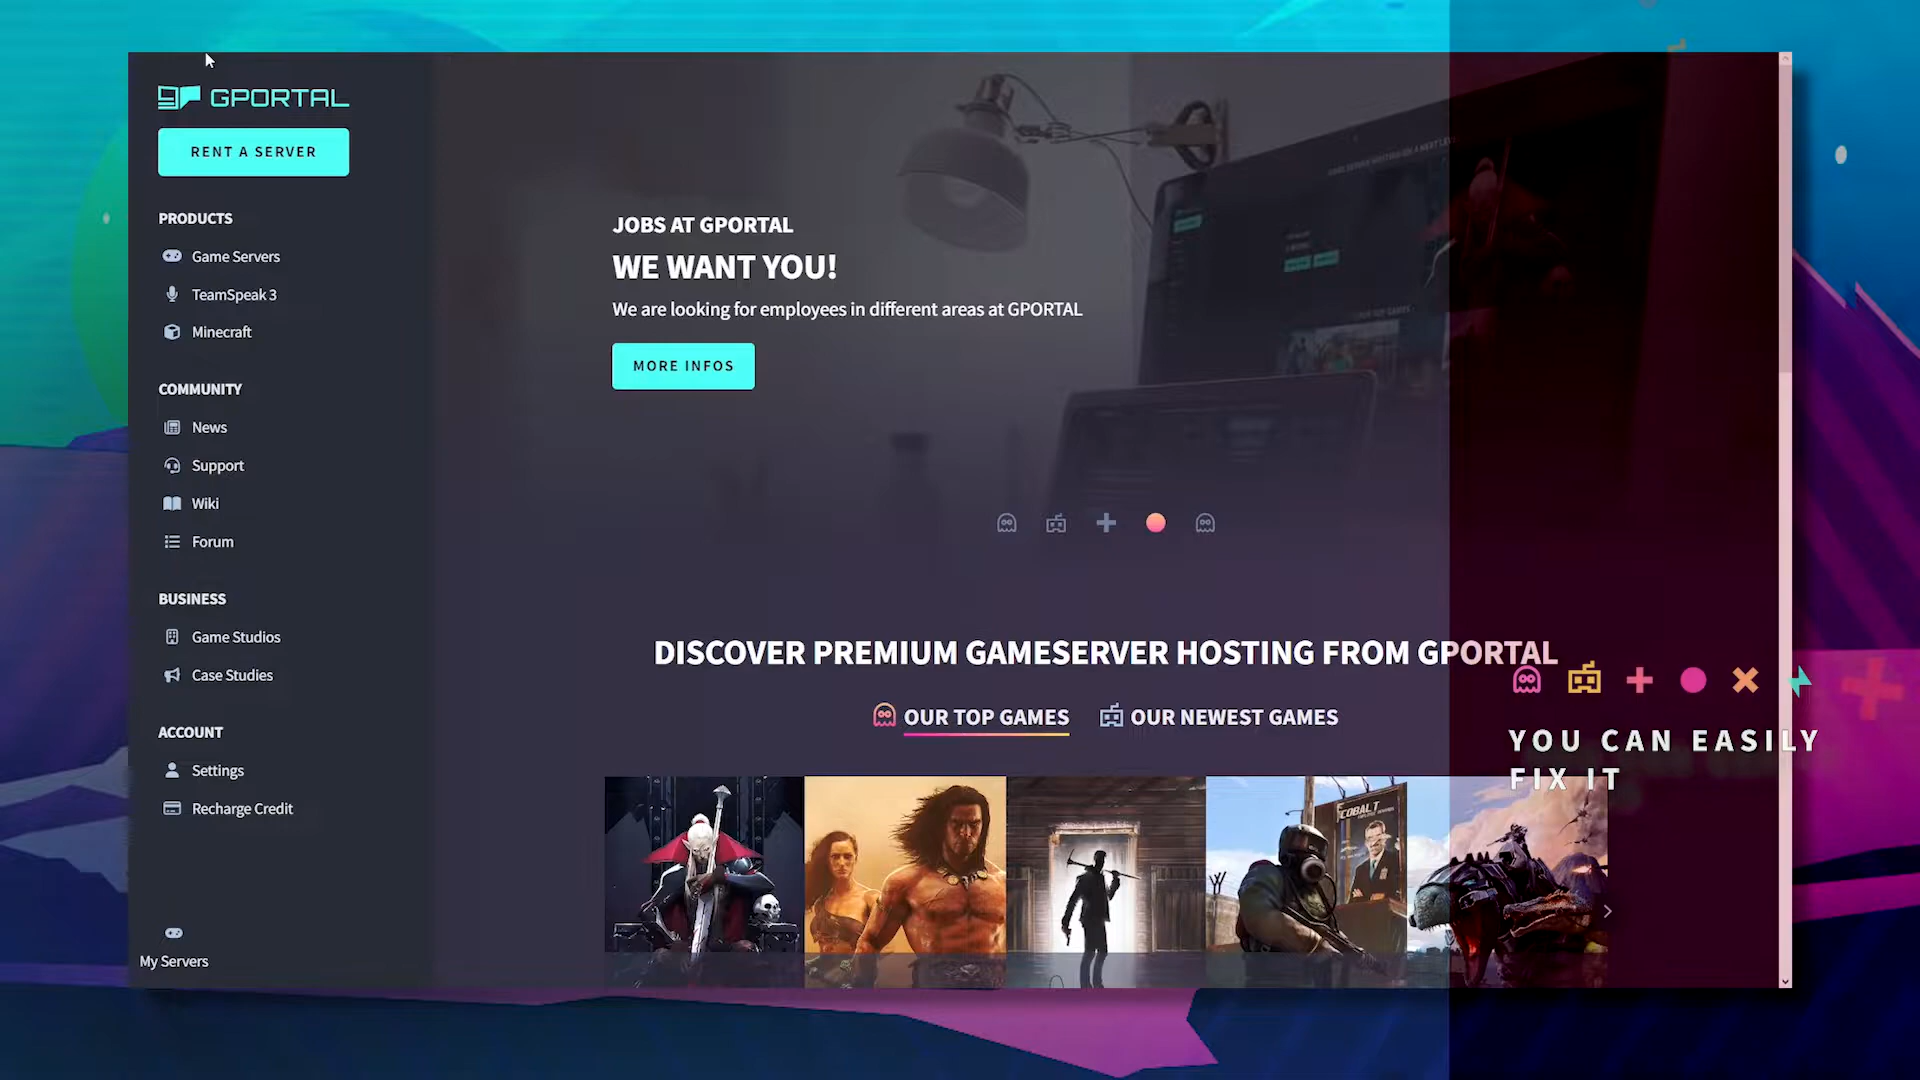 GPORTAL
RENT A SERVER
PRODUCTS
Game Servers
TeamSpeak 3
Minecraft
COMMUNITY
News
Support
Wiki
Forum
BUSINESS
Game Studios
Case Studies
ACCOUNT
Settings
Recharge Credit
My Servers
JOBS AT GPORTAL
WE WANT YOU!
We are looking for employees in different areas at GPORTAL
MORE INFOS
DISCOVER PREMIUM GAMESERVER HOSTING FROM GPORTAL
OUR TOP GAMES
OUR NEWEST GAMES
COBALT
YOU CAN EASILY
FIX IT